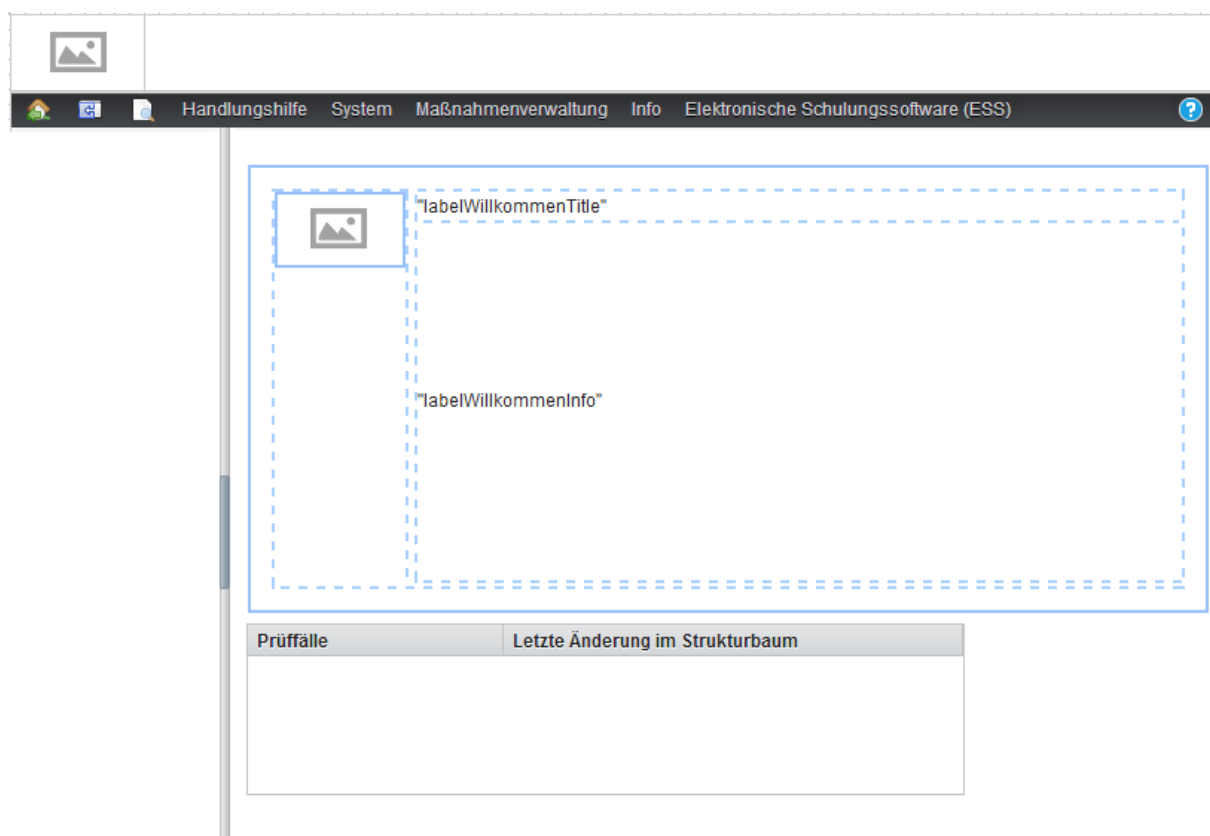 Handlungshilfe System Maßnahmenverwaltung Info Elektronische Schulungssoftware (ESS) ?
"labelWillkommenTitle"
"labelWillkommenInfo"
Prüffälle Letzte Änderung im Strukturbaum